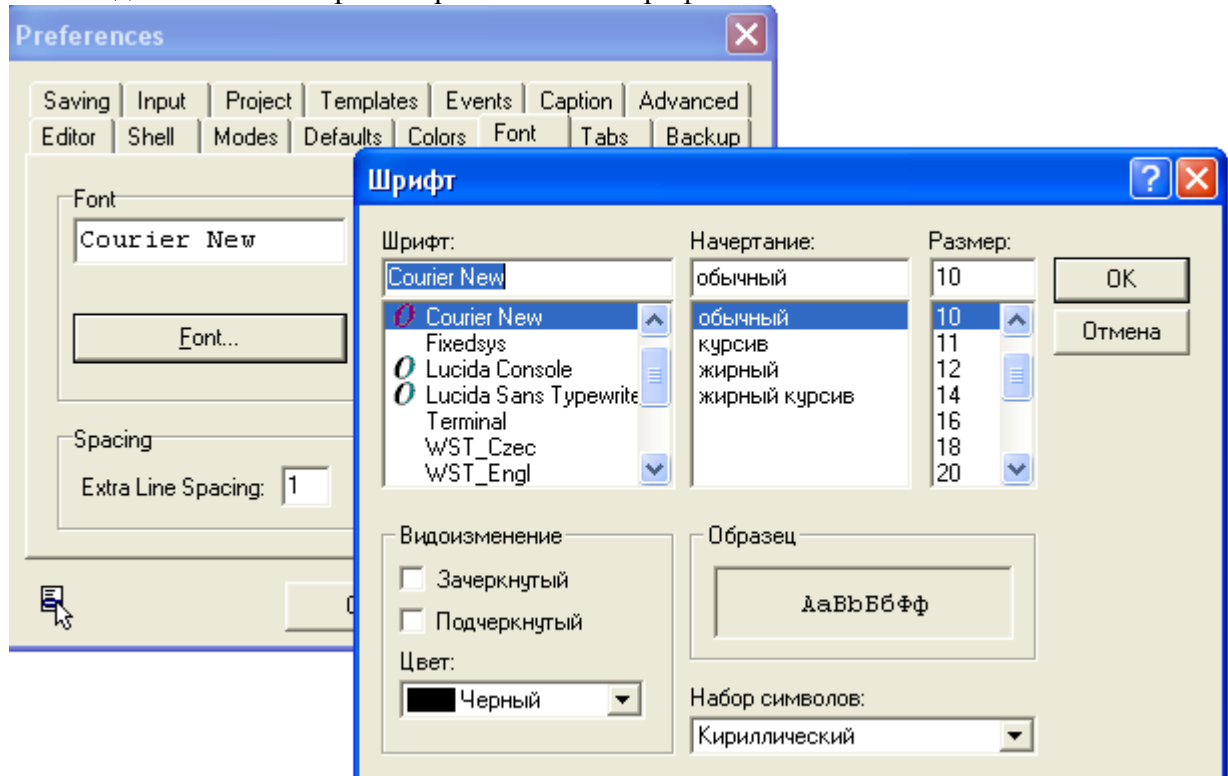 Preferences
Saving Input Project Templates Events Caption Advanced
Editor Shell Modes Defaults Colors Font Tabs Backup
Font
Courier New
Font...
Spacing
Extra Line Spacing: 1
Шрифт
Шрифт:
Courier New
Courier New
Fixedsys
Lucida Console
Lucida Sans Typewrite
Terminal
WST_Czec
WST_Engl
Начертание:
обычный
обычный
курсив
жирный
жирный курсив
Размер:
10
10
11
12
14
16
18
20
OK
Отмена
Видоизменение
Зачеркнутый
Подчеркнутый
Цвет:
Черный
Образец
АаВbБбФф
Набор символов:
Кириллический